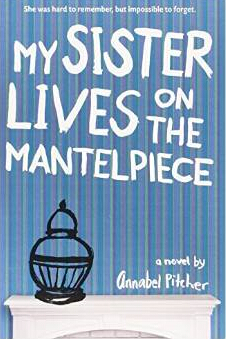 She was hard to remember, but impossible to forget.
MY SISTER
LIVES ON
THE
MANTELPIECE
a novel by
Annabel Pitcher